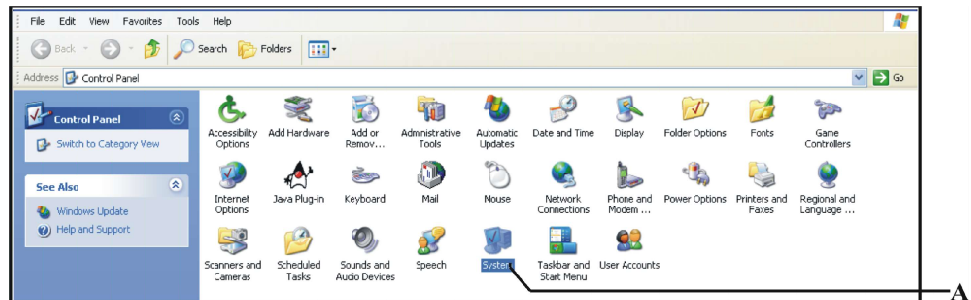 File Edit View Favorites Tools Help
Back Search Folders
Address Control Panel Go
Control Panel
Switch to Category View
See Also
Windows Update
Help and Support
Accessibility Options Add Hardware Add or Remov... Administrative Tools Automatic Updates Date and Time Display Folder Options Fonts Game Controllers
Internet Options Java Plug-in Keyboard Mail Mouse Network Connections Phone and Modem ... Power Options Printers and Faxes Regional and Language ...
Scanners and Cameras Scheduled Tasks Sounds and Audio Devices Speech System Taskbar and Start Menu User Accounts
A